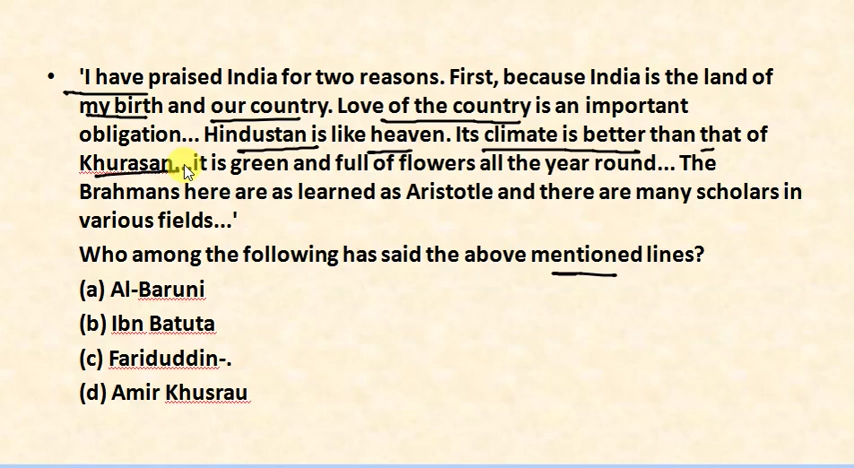 • 'I have praised India for two reasons. First, because India is the land of
my birth and our country. Love of the country is an important
obligation... Hindustan is like heaven. Its climate is better than that of
Khurasan...it is green and full of flowers all the year round... The
Brahmans here are as learned as Aristotle and there are many scholars in
various fields...'
Who among the following has said the above mentioned lines?
(a) Al-Baruni
(b) Ibn Batuta
(c) Fariduddin-.
(d) Amir Khusrau